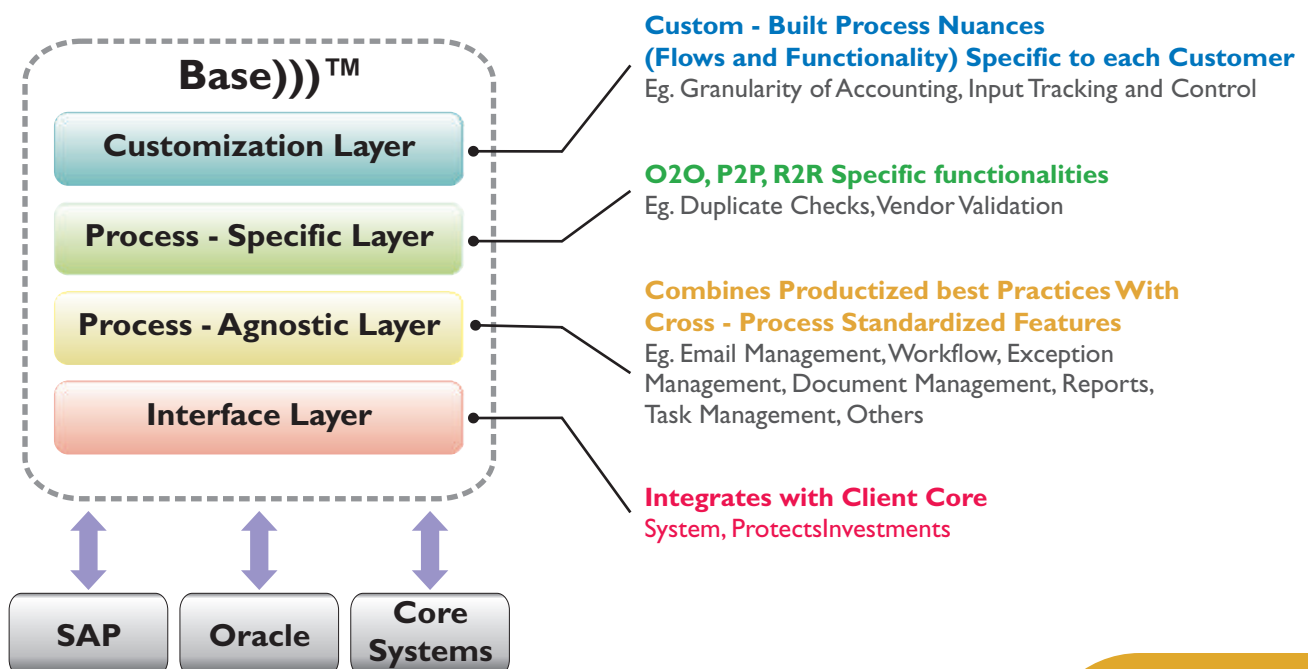 Base)))™
Customization Layer
Process - Specific Layer
Process - Agnostic Layer
Interface Layer
SAP
Oracle
Core
Systems
Custom - Built Process Nuances
(Flows and Functionality) Specific to each Customer
Eg. Granularity of Accounting, Input Tracking and Control
O2O, P2P, R2R Specific functionalities
Eg. Duplicate Checks, Vendor Validation
Combines Productized best Practices With
Cross - Process Standardized Features
Eg. Email Management, Workflow, Exception
Management, Document Management, Reports,
Task Management, Others
Integrates with Client Core
System, ProtectsInvestments